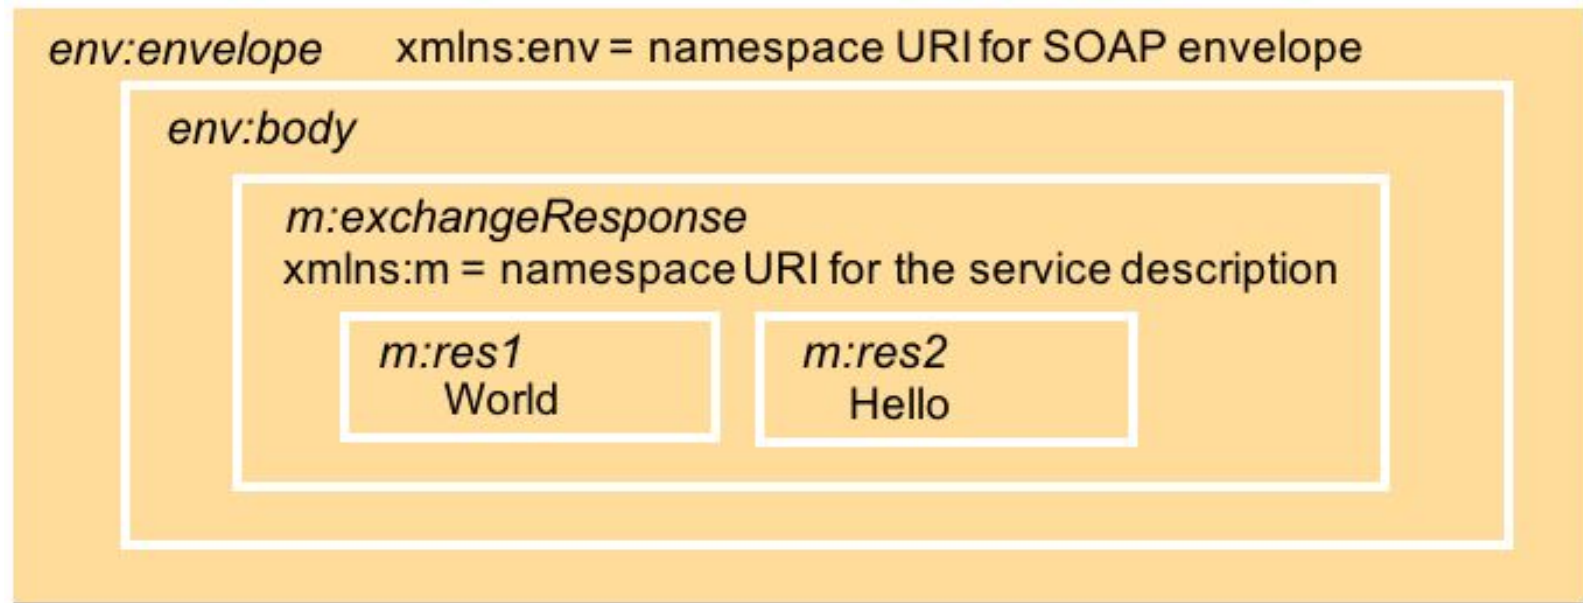 env:envelope xmlns:env = namespace URI for SOAP envelope
env:body
m:exchangeResponse
xmlns:m = namespace URI for the service description
m:res1 m:res2
World Hello